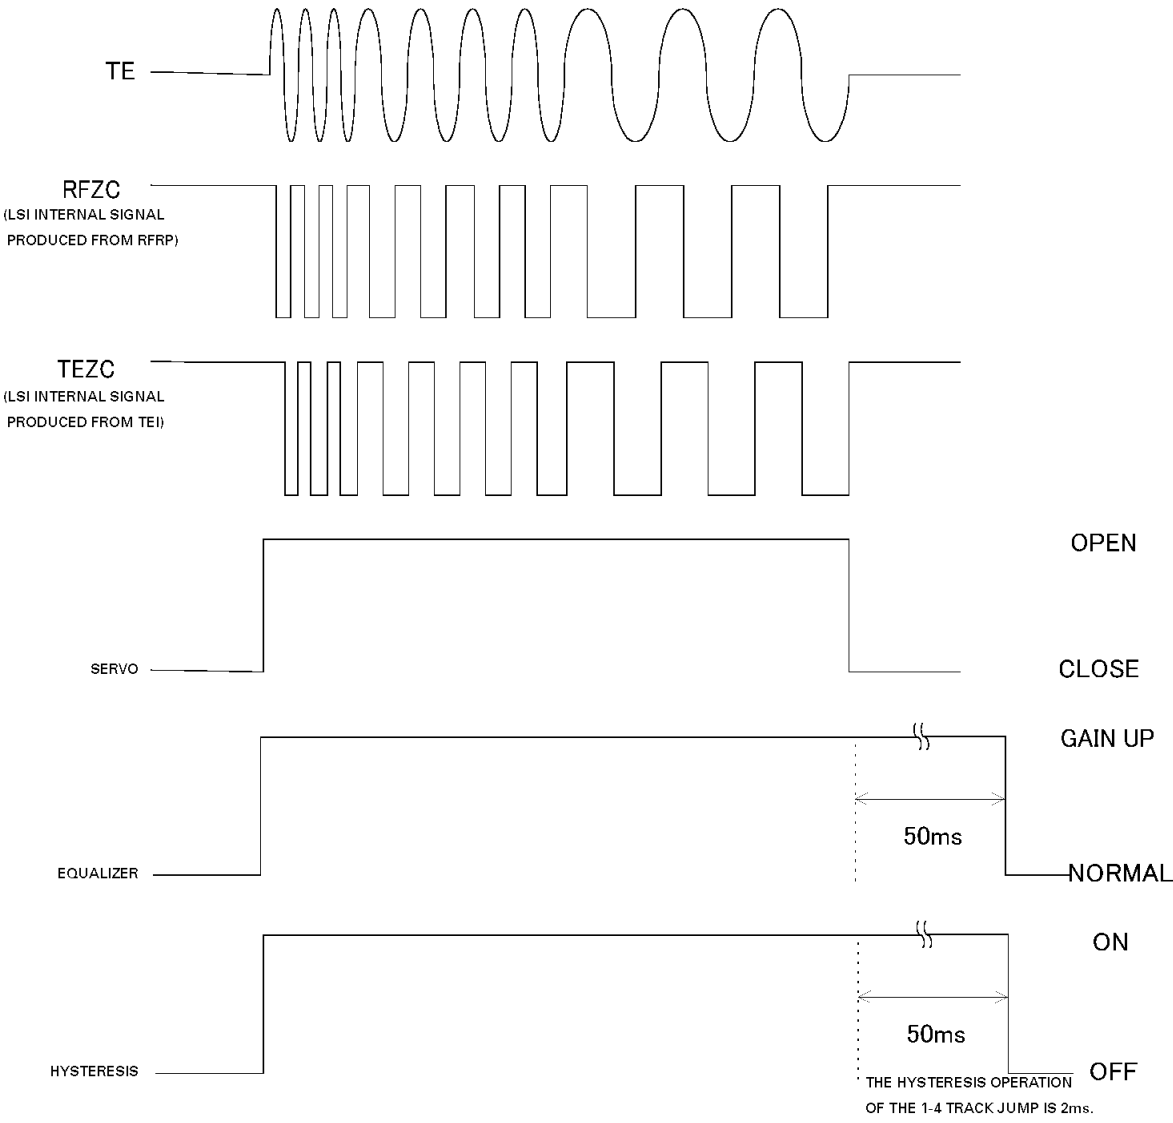 TE
RFZC
(LSI INTERNAL SIGNAL
PRODUCED FROM RFRP)
TEZC
(LSI INTERNAL SIGNAL
PRODUCED FROM TEI)
OPEN
SERVO
CLOSE
GAIN UP
50ms
EQUALIZER
NORMAL
ON
50ms
HYSTERESIS
OFF
THE HYSTERESIS OPERATION
OF THE 1-4 TRACK JUMP IS 2ms.